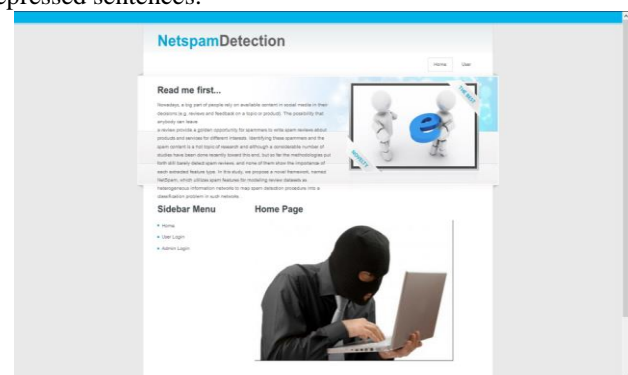 epressed sentences.
NetspamDetection
Home User
Read me first...
Nowadays, a big part of people rely on available content in social media in their
decisions (e.g. reviews and feedback on a topic or product). The possibility that
anybody can leave
a review provide a golden opportunity for spammers to write spam reviews about
products and services for different interests. Identifying these spammers and the
spam content is a hot topic of research and although a considerable number of
studies have been done recently toward this end, but so far the methodologies put
forth still barely detect spam reviews, and none of them show the importance of
each extracted feature type. In this study, we propose a novel framework, named
NetSpam, which utilizes spam features for modeling review datasets as
heterogeneous information networks to map spam detection procedure into a
classification problem in such networks.
THE BEST
e
NOVELTY
Sidebar Menu
Home
User Login
Admin Login
Home Page